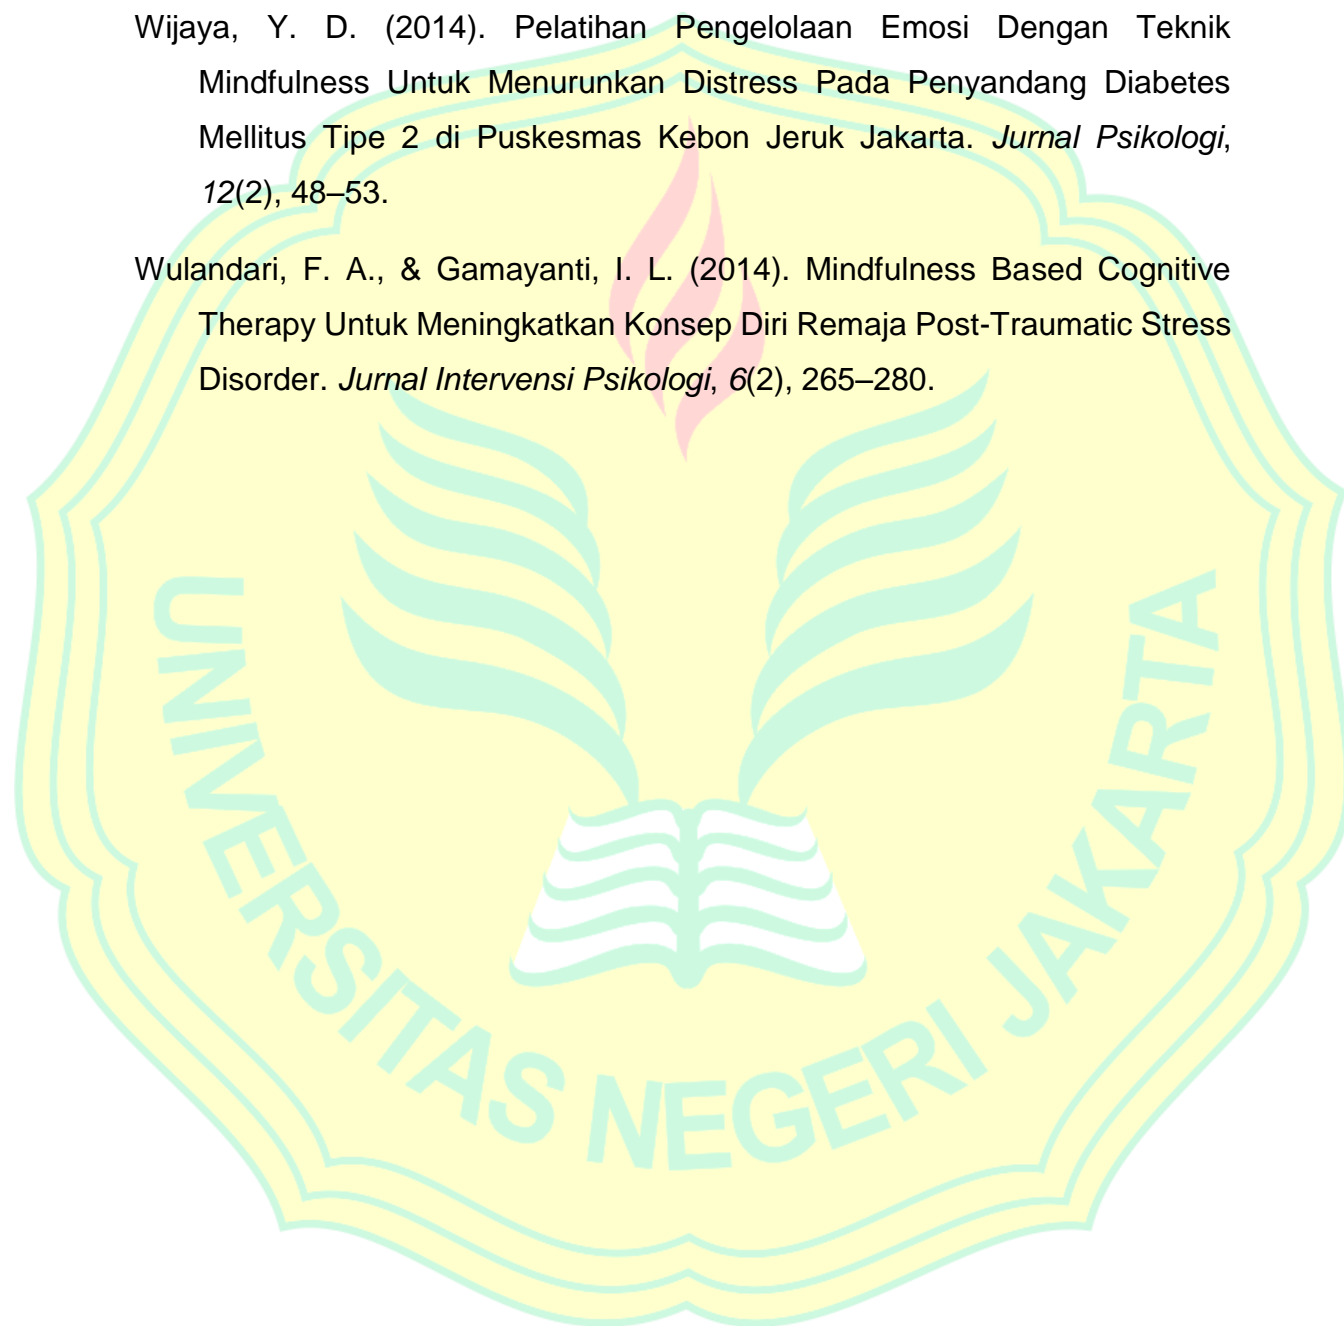 Wijaya, Y. D. (2014). Pelatihan Pengelolaan Emosi Dengan Teknik
Mindfulness Untuk Menurunkan Distress Pada Penyandang Diabetes
Mellitus Tipe 2 di Puskesmas Kebon Jeruk Jakarta. Jurnal Psikologi,
12(2), 48–53.
Wulandari, F. A., & Gamayanti, I. L. (2014). Mindfulness Based Cognitive
Therapy Untuk Meningkatkan Konsep Diri Remaja Post-Traumatic Stress
Disorder. Jurnal Intervensi Psikologi, 6(2), 265–280.
UNIVERSITAS NEGERI JAKARTA